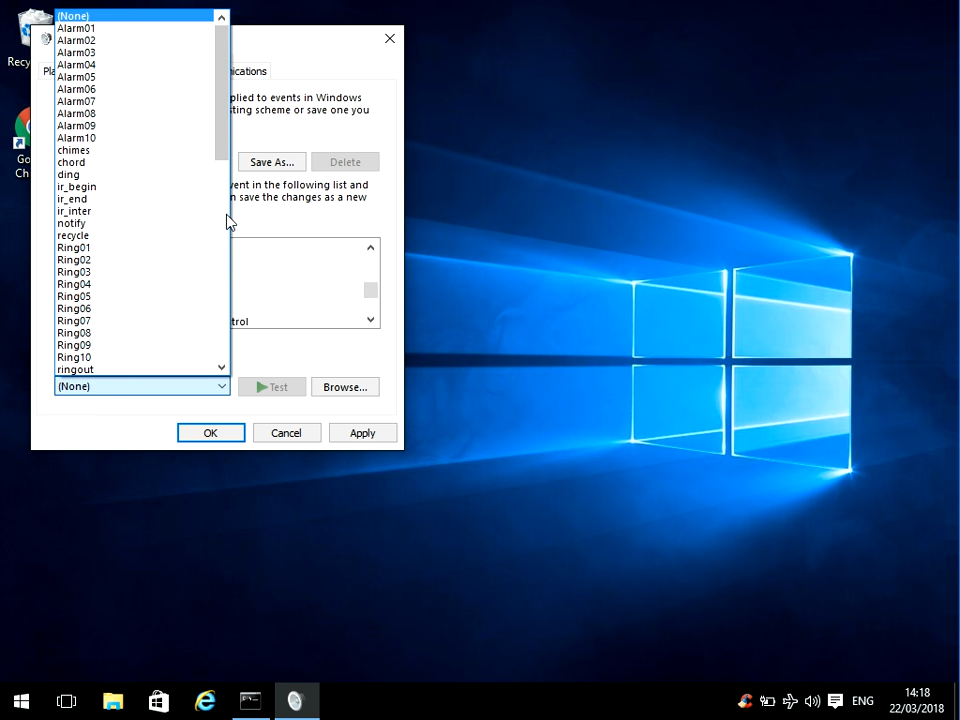 (None)
Alarm01
Alarm02
Alarm03
Alarm04
Alarm05
Alarm06
Alarm07
Alarm08
Alarm09
Alarm10
chimes
chord
ding
ir_begin
ir_end
ir_inter
notify
recycle
Ring01
Ring02
Ring03
Ring04
Ring05
Ring06
Ring07
Ring08
Ring09
Ring10
ringout
(None)
Recy
Go
Ch
Pla
ications
plied to events in Windows
sting scheme or save one you
Save As...
Delete
vent in the following list and
n save the changes as a new
trol
Test
Browse...
OK
Cancel
Apply
ENG
14:18
22/03/2018